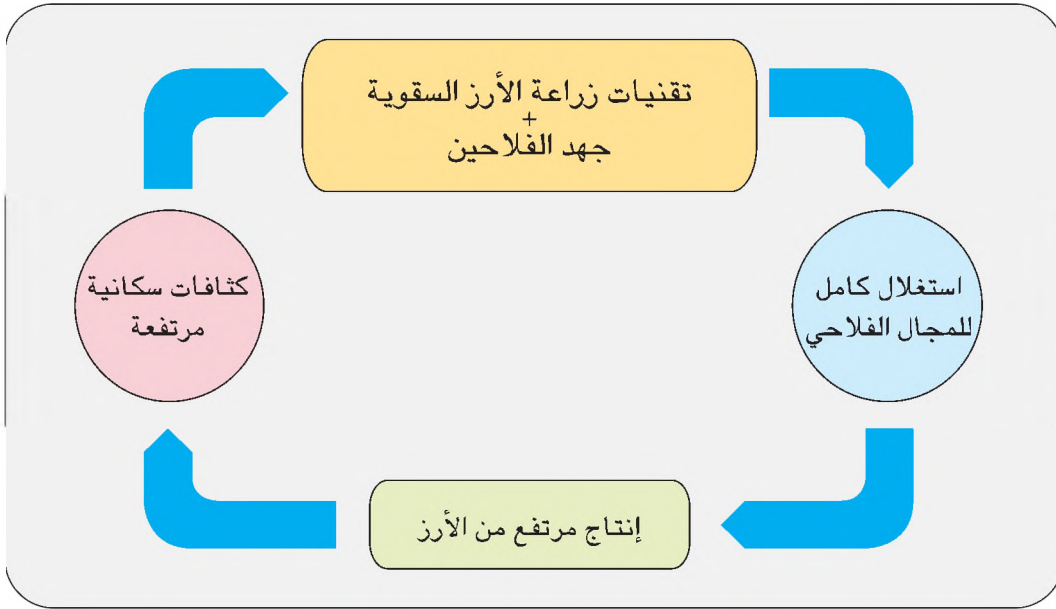 تقنيات زراعة الأرز السقوية
+
جهد الفلاحين
استغلال كامل
للمجال الفلاحي
إنتاج مرتفع من الأرز
كثافات سكانية
مرتفعة